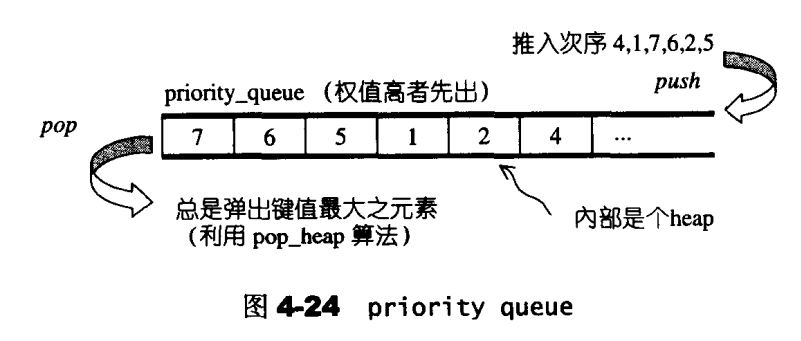 推入次序 4,1,7,6,2,5
push
priority_queue （权值高者先出）
pop
7 6 5 1 2 4 ...
总是弹出键值最大之元素
（利用 pop_heap 算法）
內部是个heap
图 4-24 priority queue